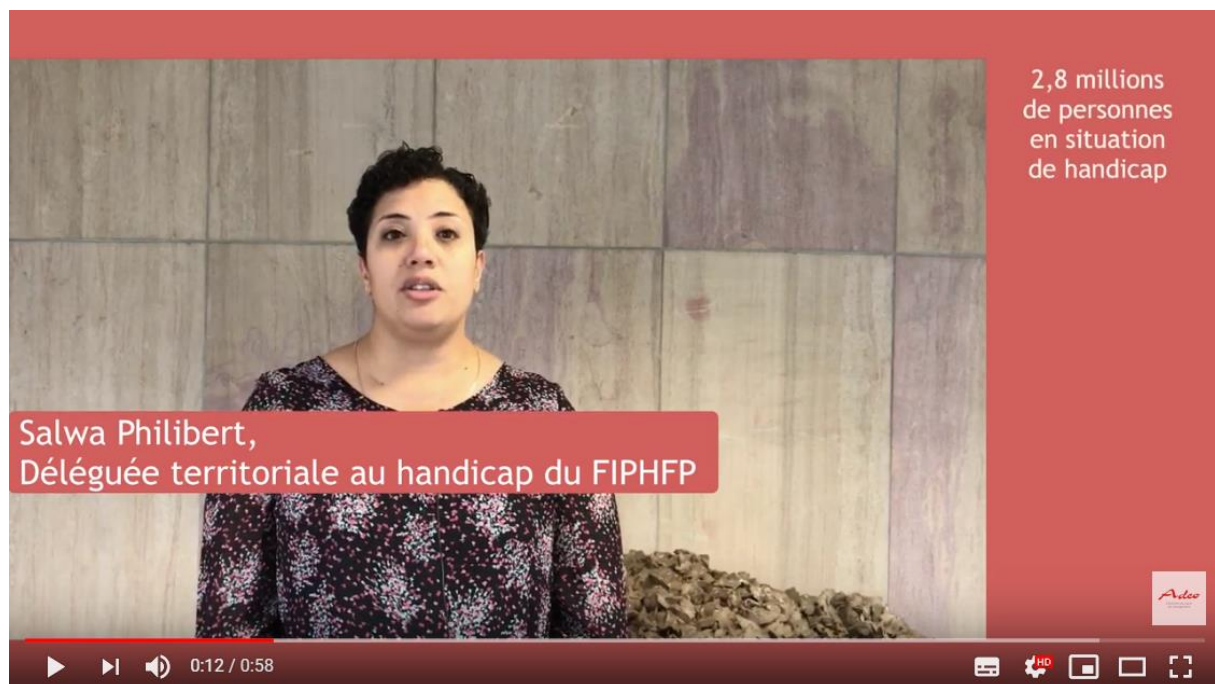 2,8 millions
de personnes
en situation
de handicap
Salwa Philibert,
Déléguée territoriale au handicap du FIPHFP
Adeo
0:12 / 0:58
HD